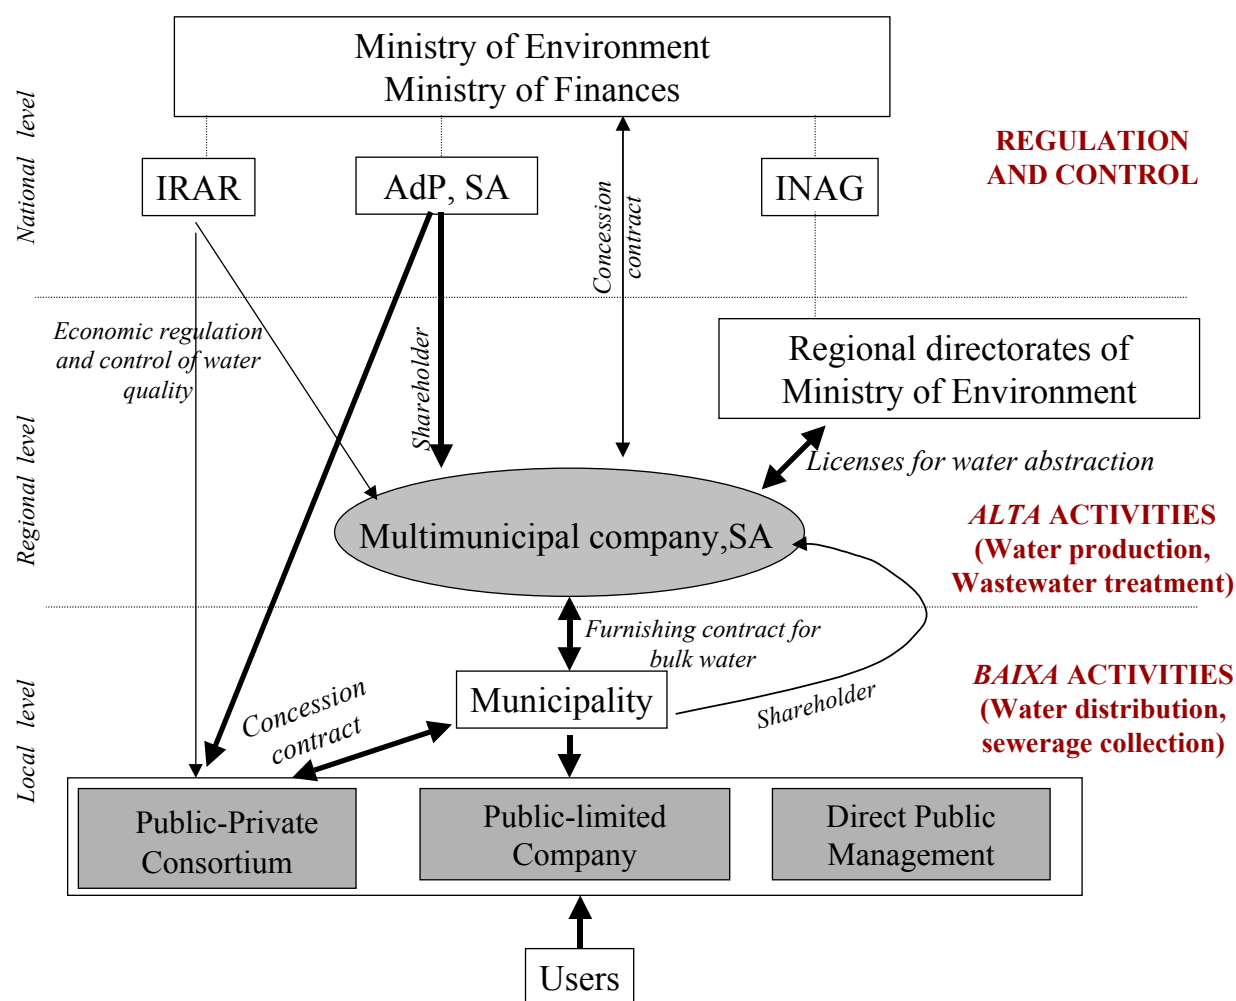 Ministry of Environment
Ministry of Finances
National level
IRAR
AdP, SA
INAG
REGULATION
AND CONTROL
Concession
contract
Economic regulation
and control of water
quality
Shareholder
Regional directorates of
Ministry of Environment
Regional level
Licenses for water abstraction
Multimunicipal company,SA
ALTA ACTIVITIES
(Water production,
Wastewater treatment)
Furnishing contract for
bulk water
Local level
Concession
contract
Municipality
Shareholder
BAIXA ACTIVITIES
(Water distribution,
sewerage collection)
Public-Private
Consortium
Public-limited
Company
Direct Public
Management
Users